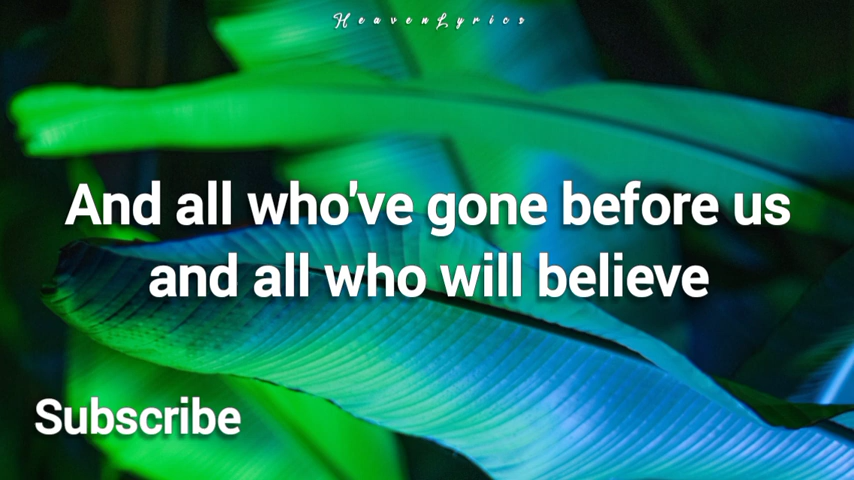 HeavenLyrics
And all who've gone before us
and all who will believe
Subscribe